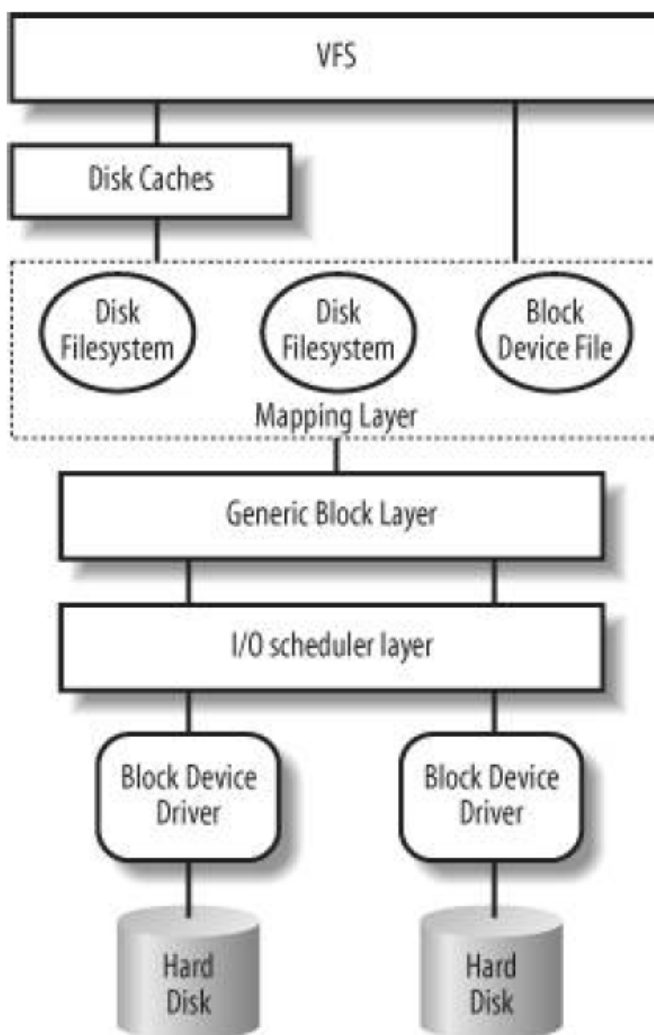 VFS
Disk Caches
Disk
Filesystem
Disk
Filesystem
Block
Device File
Mapping Layer
Generic Block Layer
I/O scheduler layer
Block Device
Driver
Block Device
Driver
Hard
Disk
Hard
Disk